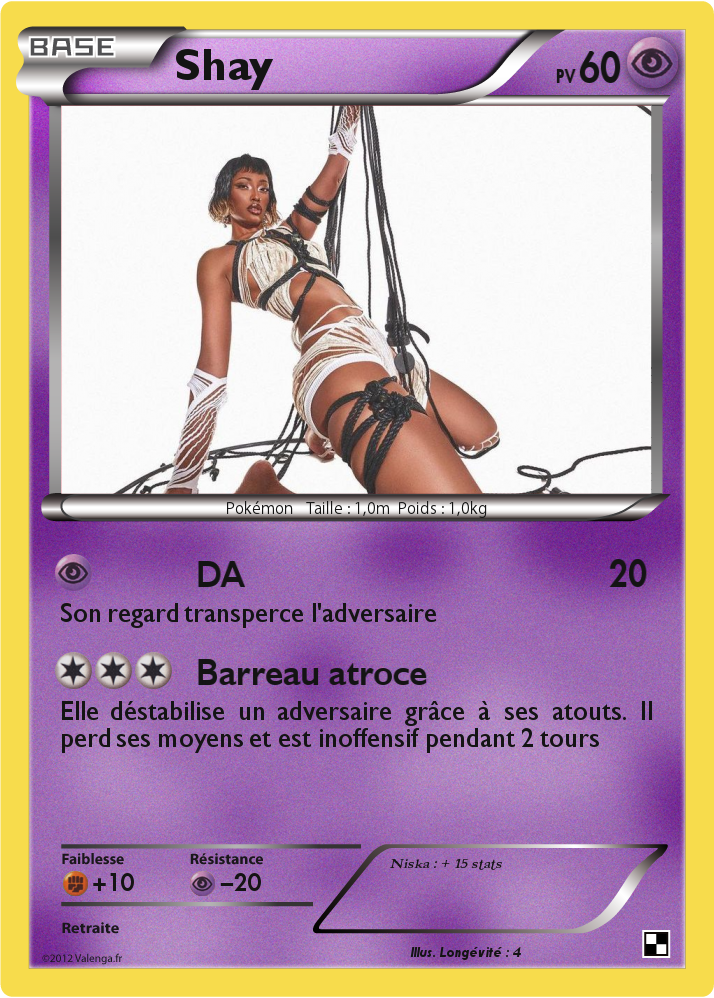 BASE
Shay
PV 60
Pokémon Taille : 1,0m Poids : 1,0kg
DA 20
Son regard transperce l'adversaire
Barreau atroce
Elle déstabilise un adversaire grâce à ses atouts. Il
perd ses moyens et est inoffensif pendant 2 tours
Faiblesse Résistance
+10 –20
Niska : + 15 stats
Retraite
Illus. Longévité : 4
©2012 Valenga.fr